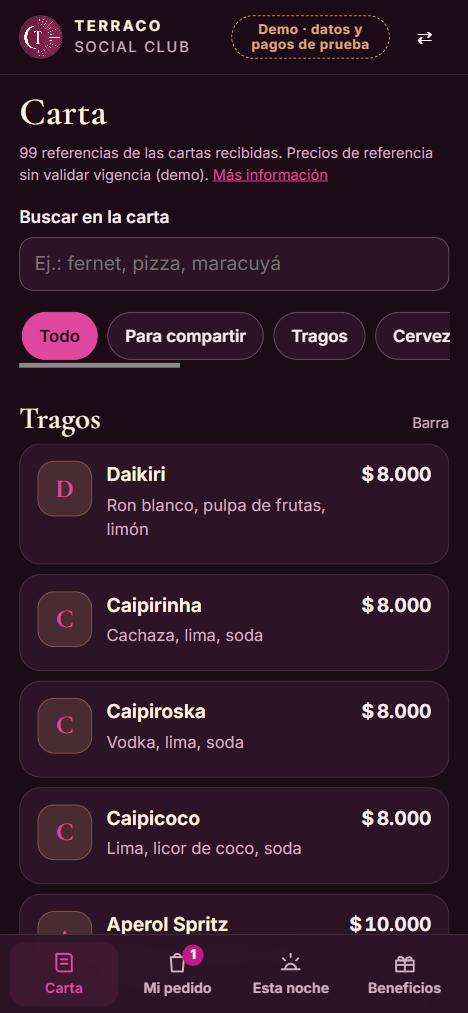 TERRACO
SOCIAL CLUB
Demo · datos y
pagos de prueba
Carta
99 referencias de las cartas recibidas. Precios de referencia
sin validar vigencia (demo). Más información
Buscar en la carta
Ej.: fernet, pizza, maracuyá
Todo
Para compartir
Tragos
Cervez
Tragos
Barra
D
Daikiri
$ 8.000
Ron blanco, pulpa de frutas,
limón
C
Caipirinha
$ 8.000
Cachaza, lima, soda
C
Caipiroska
$ 8.000
Vodka, lima, soda
C
Caipicoco
$ 8.000
Lima, licor de coco, soda
Aperol Spritz
$ 10.000
Carta
1
Mi pedido
Esta noche
Beneficios